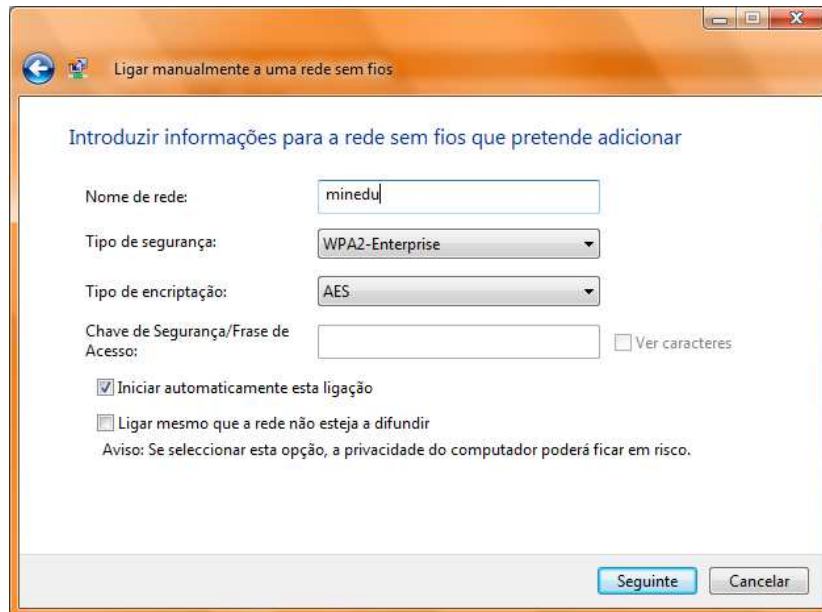 Ligar manualmente a uma rede sem fios
Introduzir informações para a rede sem fios que pretende adicionar
Nome de rede: minedu
Tipo de segurança: WPA2-Enterprise
Tipo de encriptação: AES
Chave de Segurança/Frase de
Acesso:
Ver caracteres
Iniciar automaticamente esta ligação
Ligar mesmo que a rede não esteja a difundir
Aviso: Se seleccionar esta opção, a privacidade do computador poderá ficar em risco.
Seguinte Cancelar